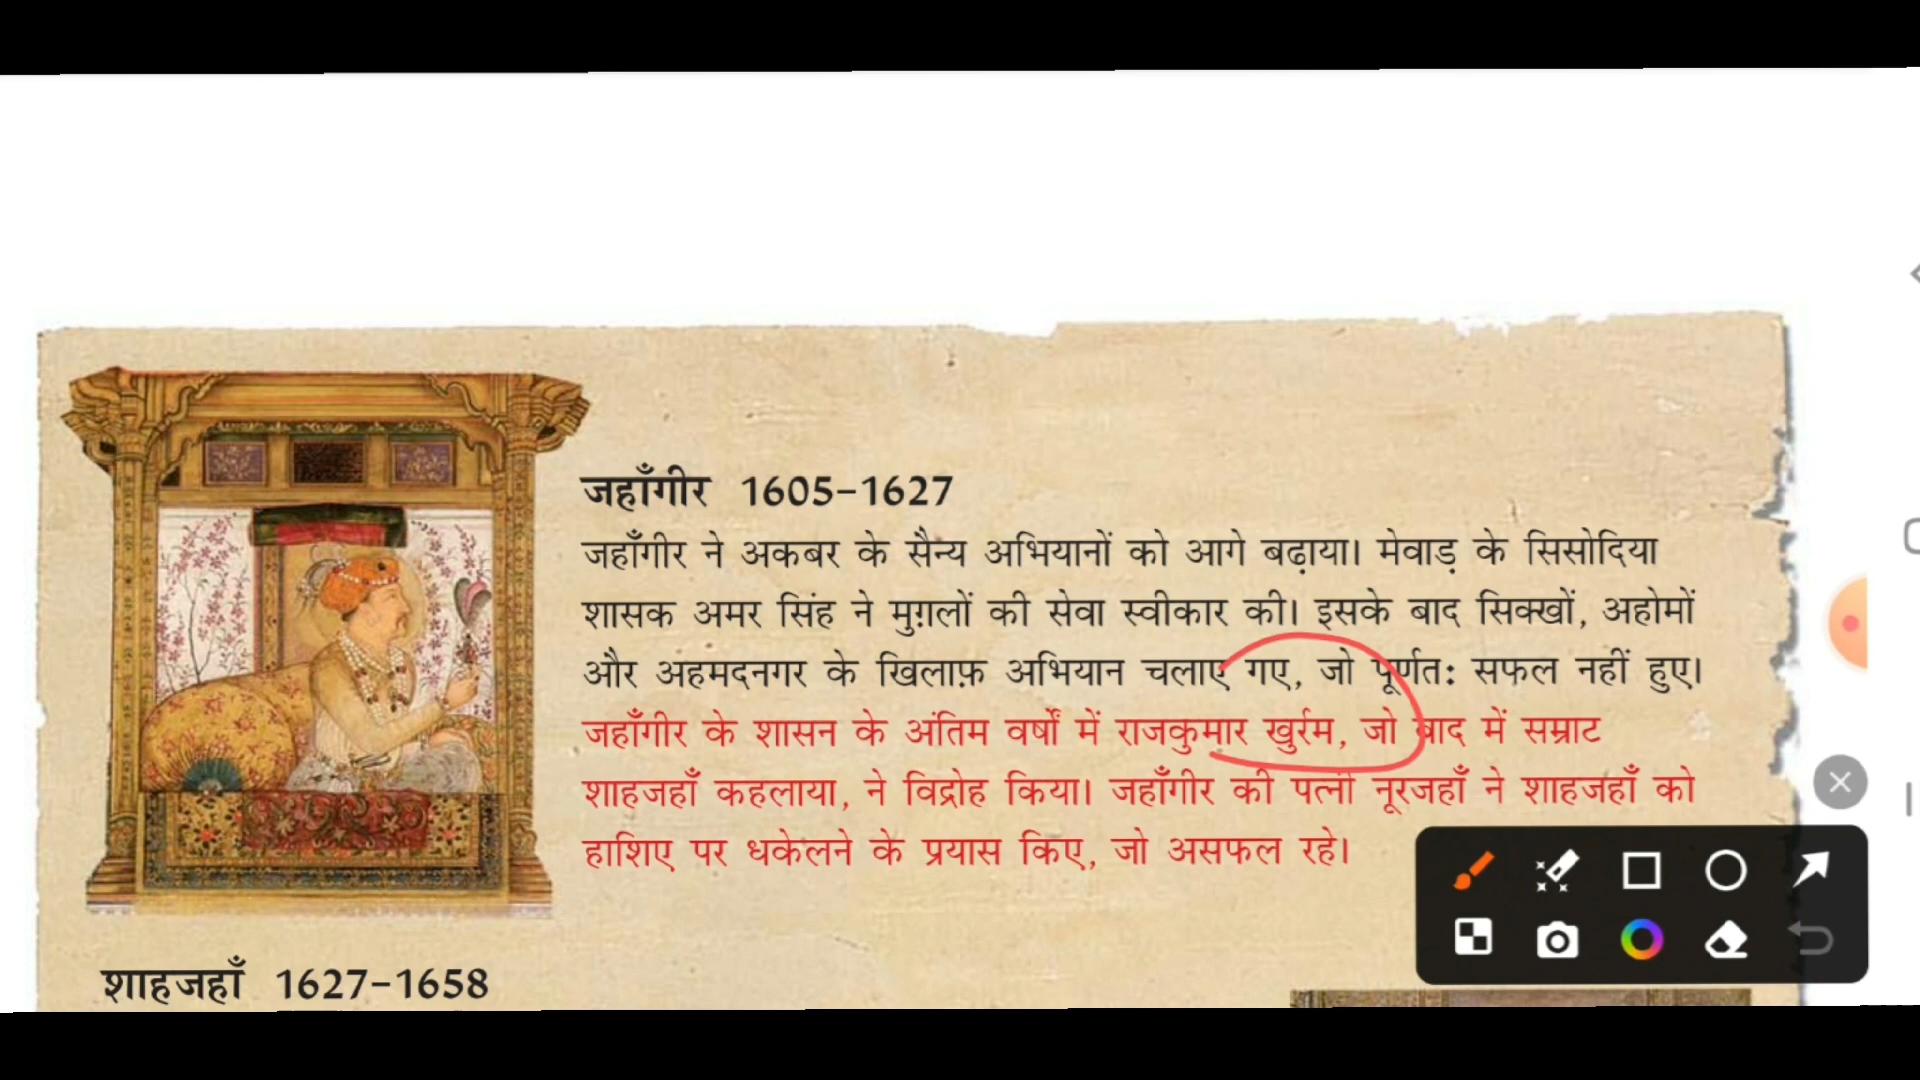 जहाँगीर 1605–1627
जहाँगीर ने अकबर के सैन्य अभियानों को आगे बढ़ाया। मेवाड़ के सिसोदिया
शासक अमर सिंह ने मुग़लों की सेवा स्वीकार की। इसके बाद सिक्खों, अहोमों
और अहमदनगर के खिलाफ़ अभियान चलाए गए, जो पूर्णत: सफल नहीं हुए।
जहाँगीर के शासन के अंतिम वर्षों में राजकुमार खुर्रम, जो बाद में सम्राट
शाहजहाँ कहलाया, ने विद्रोह किया। जहाँगीर की पत्नी नूरजहाँ ने शाहजहाँ को
हाशिए पर धकेलने के प्रयास किए, जो असफल रहे।
शाहजहाँ 1627–1658